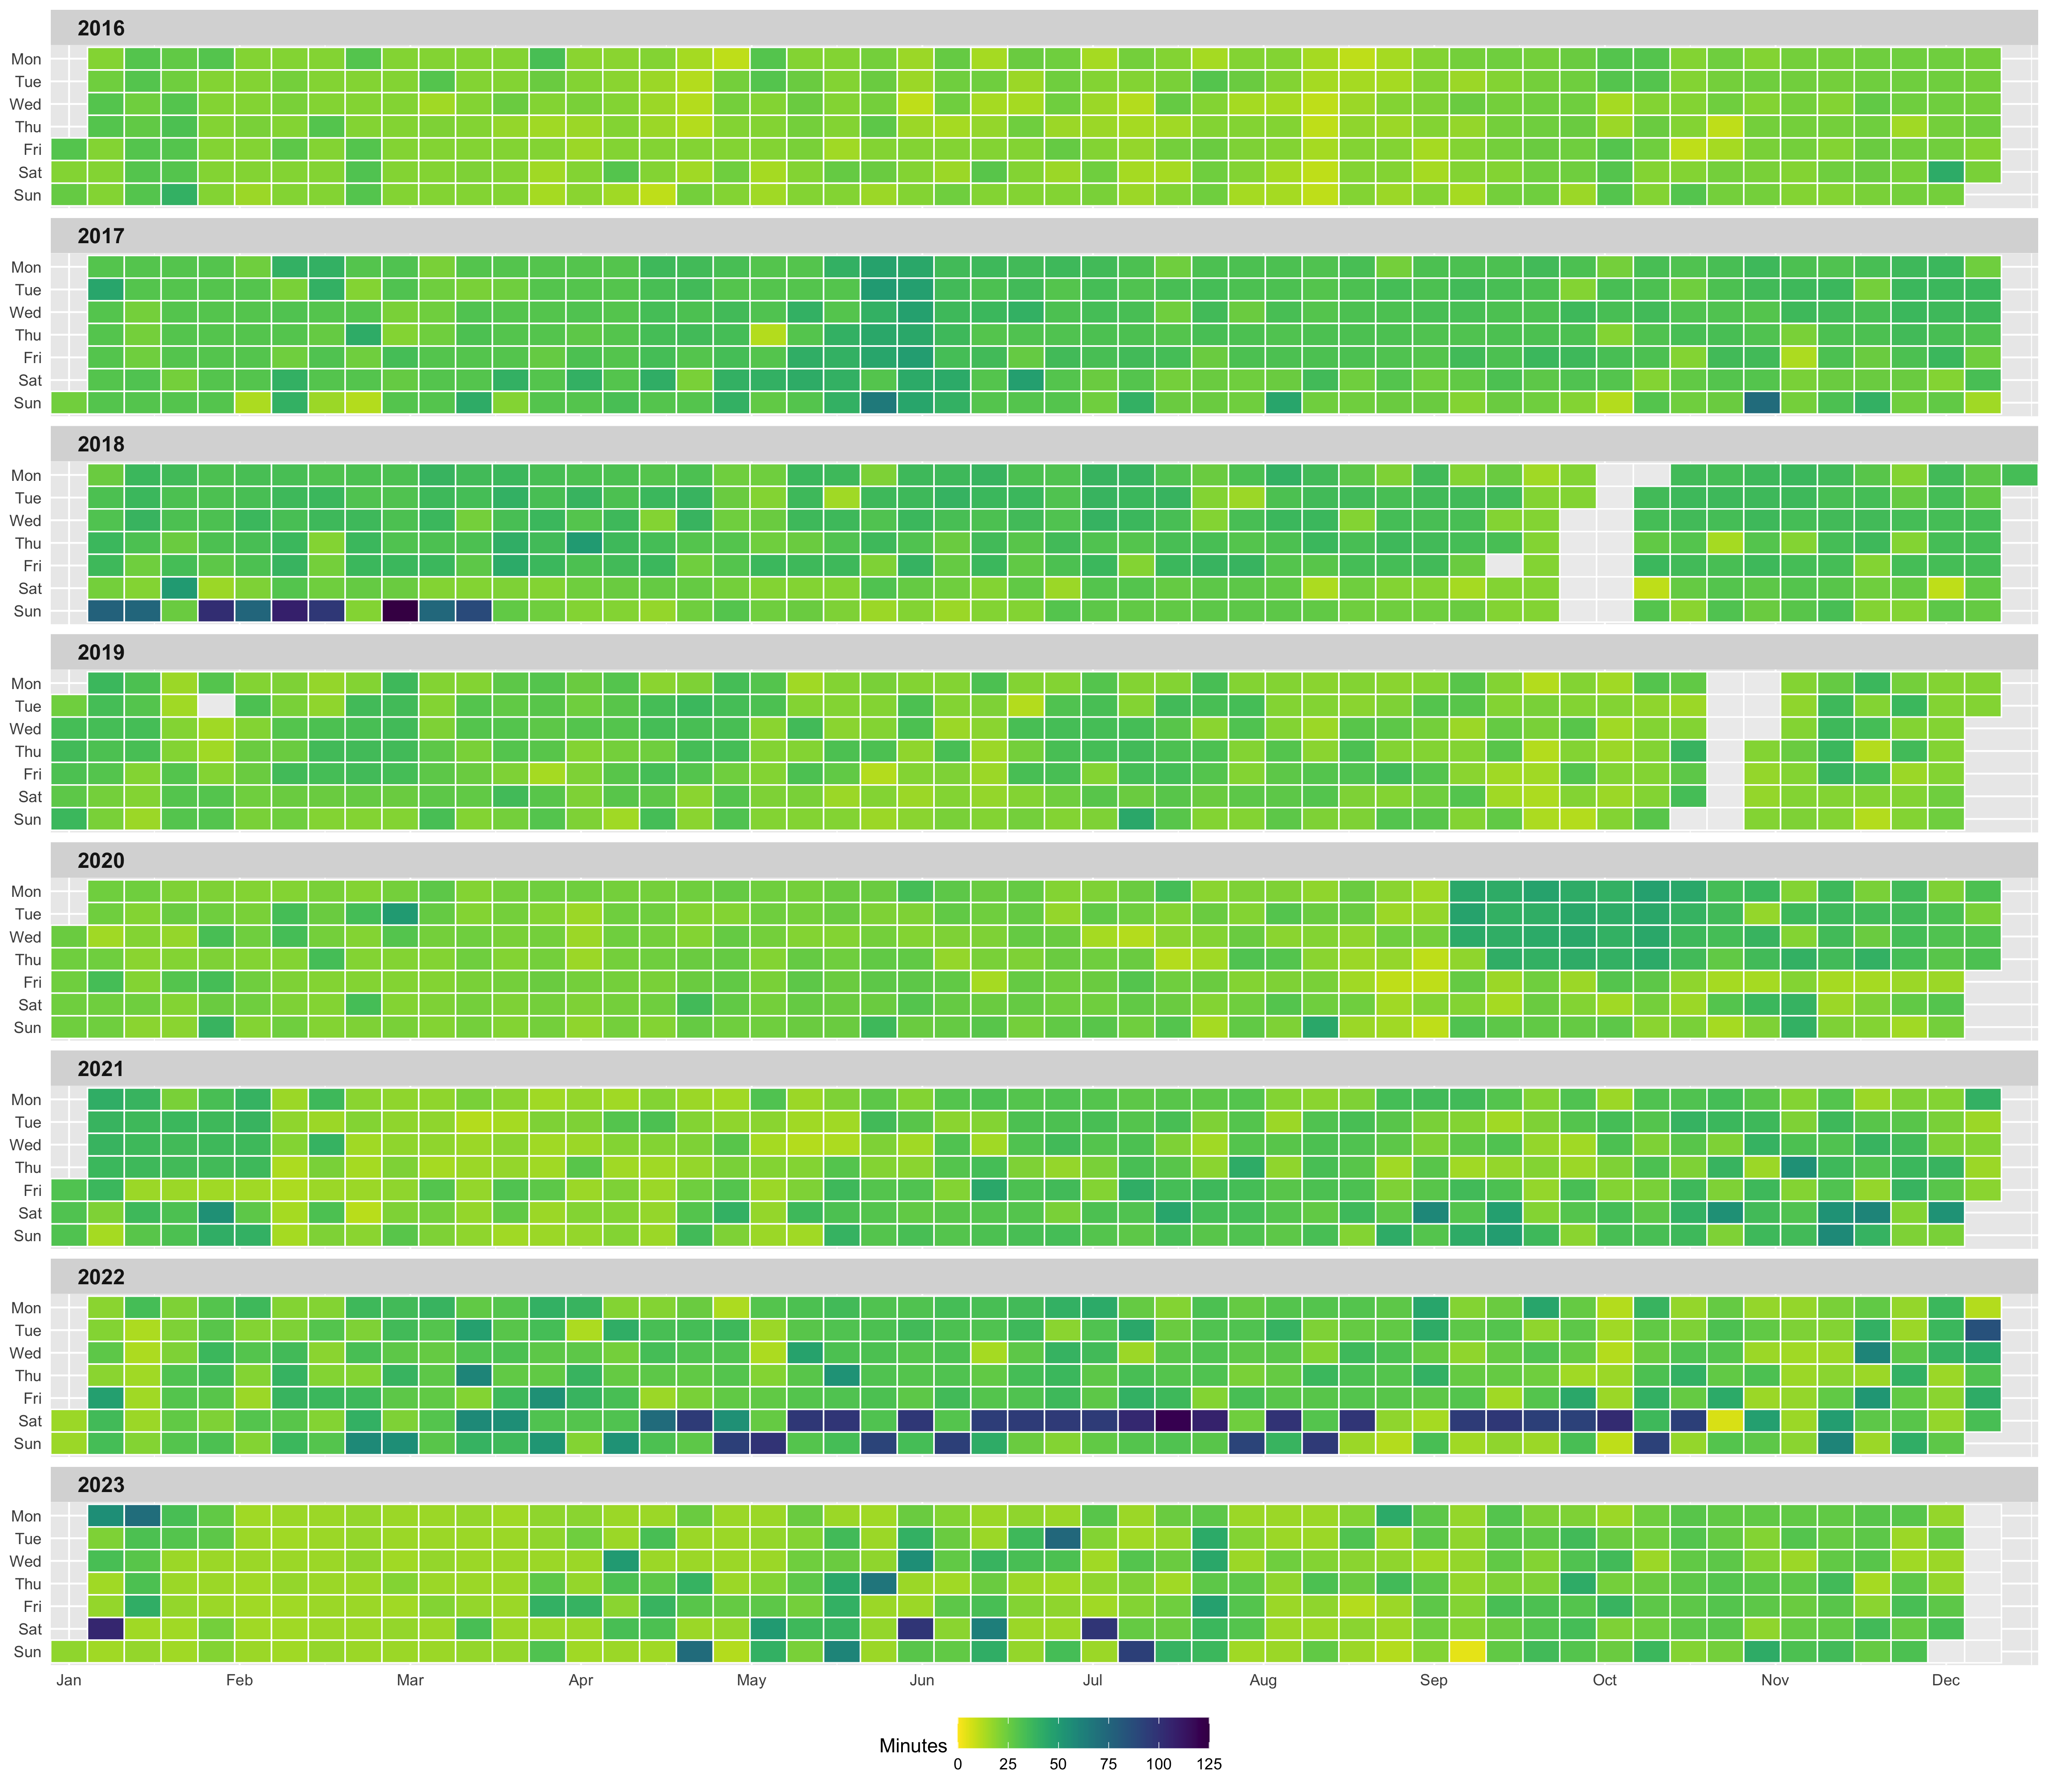 2016
Mon
Tue
Wed
Thu
Fri
Sat
Sun
2017
Mon
Tue
Wed
Thu
Fri
Sat
Sun
2018
Mon
Tue
Wed
Thu
Fri
Sat
Sun
2019
Mon
Tue
Wed
Thu
Fri
Sat
Sun
2020
Mon
Tue
Wed
Thu
Fri
Sat
Sun
2021
Mon
Tue
Wed
Thu
Fri
Sat
Sun
2022
Mon
Tue
Wed
Thu
Fri
Sat
Sun
2023
Mon
Tue
Wed
Thu
Fri
Sat
Sun
Jan Feb Mar Apr May Jun Jul Aug Sep Oct Nov Dec
Minutes
0 25 50 75 100 125